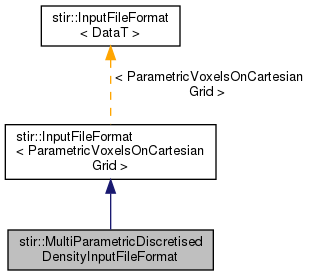 stir::InputFileFormat
< DataT >
< ParametricVoxelsOnCartesian
Grid >
stir::InputFileFormat
< ParametricVoxelsOnCartesian
Grid >
stir::MultiParametricDiscretised
DensityInputFileFormat